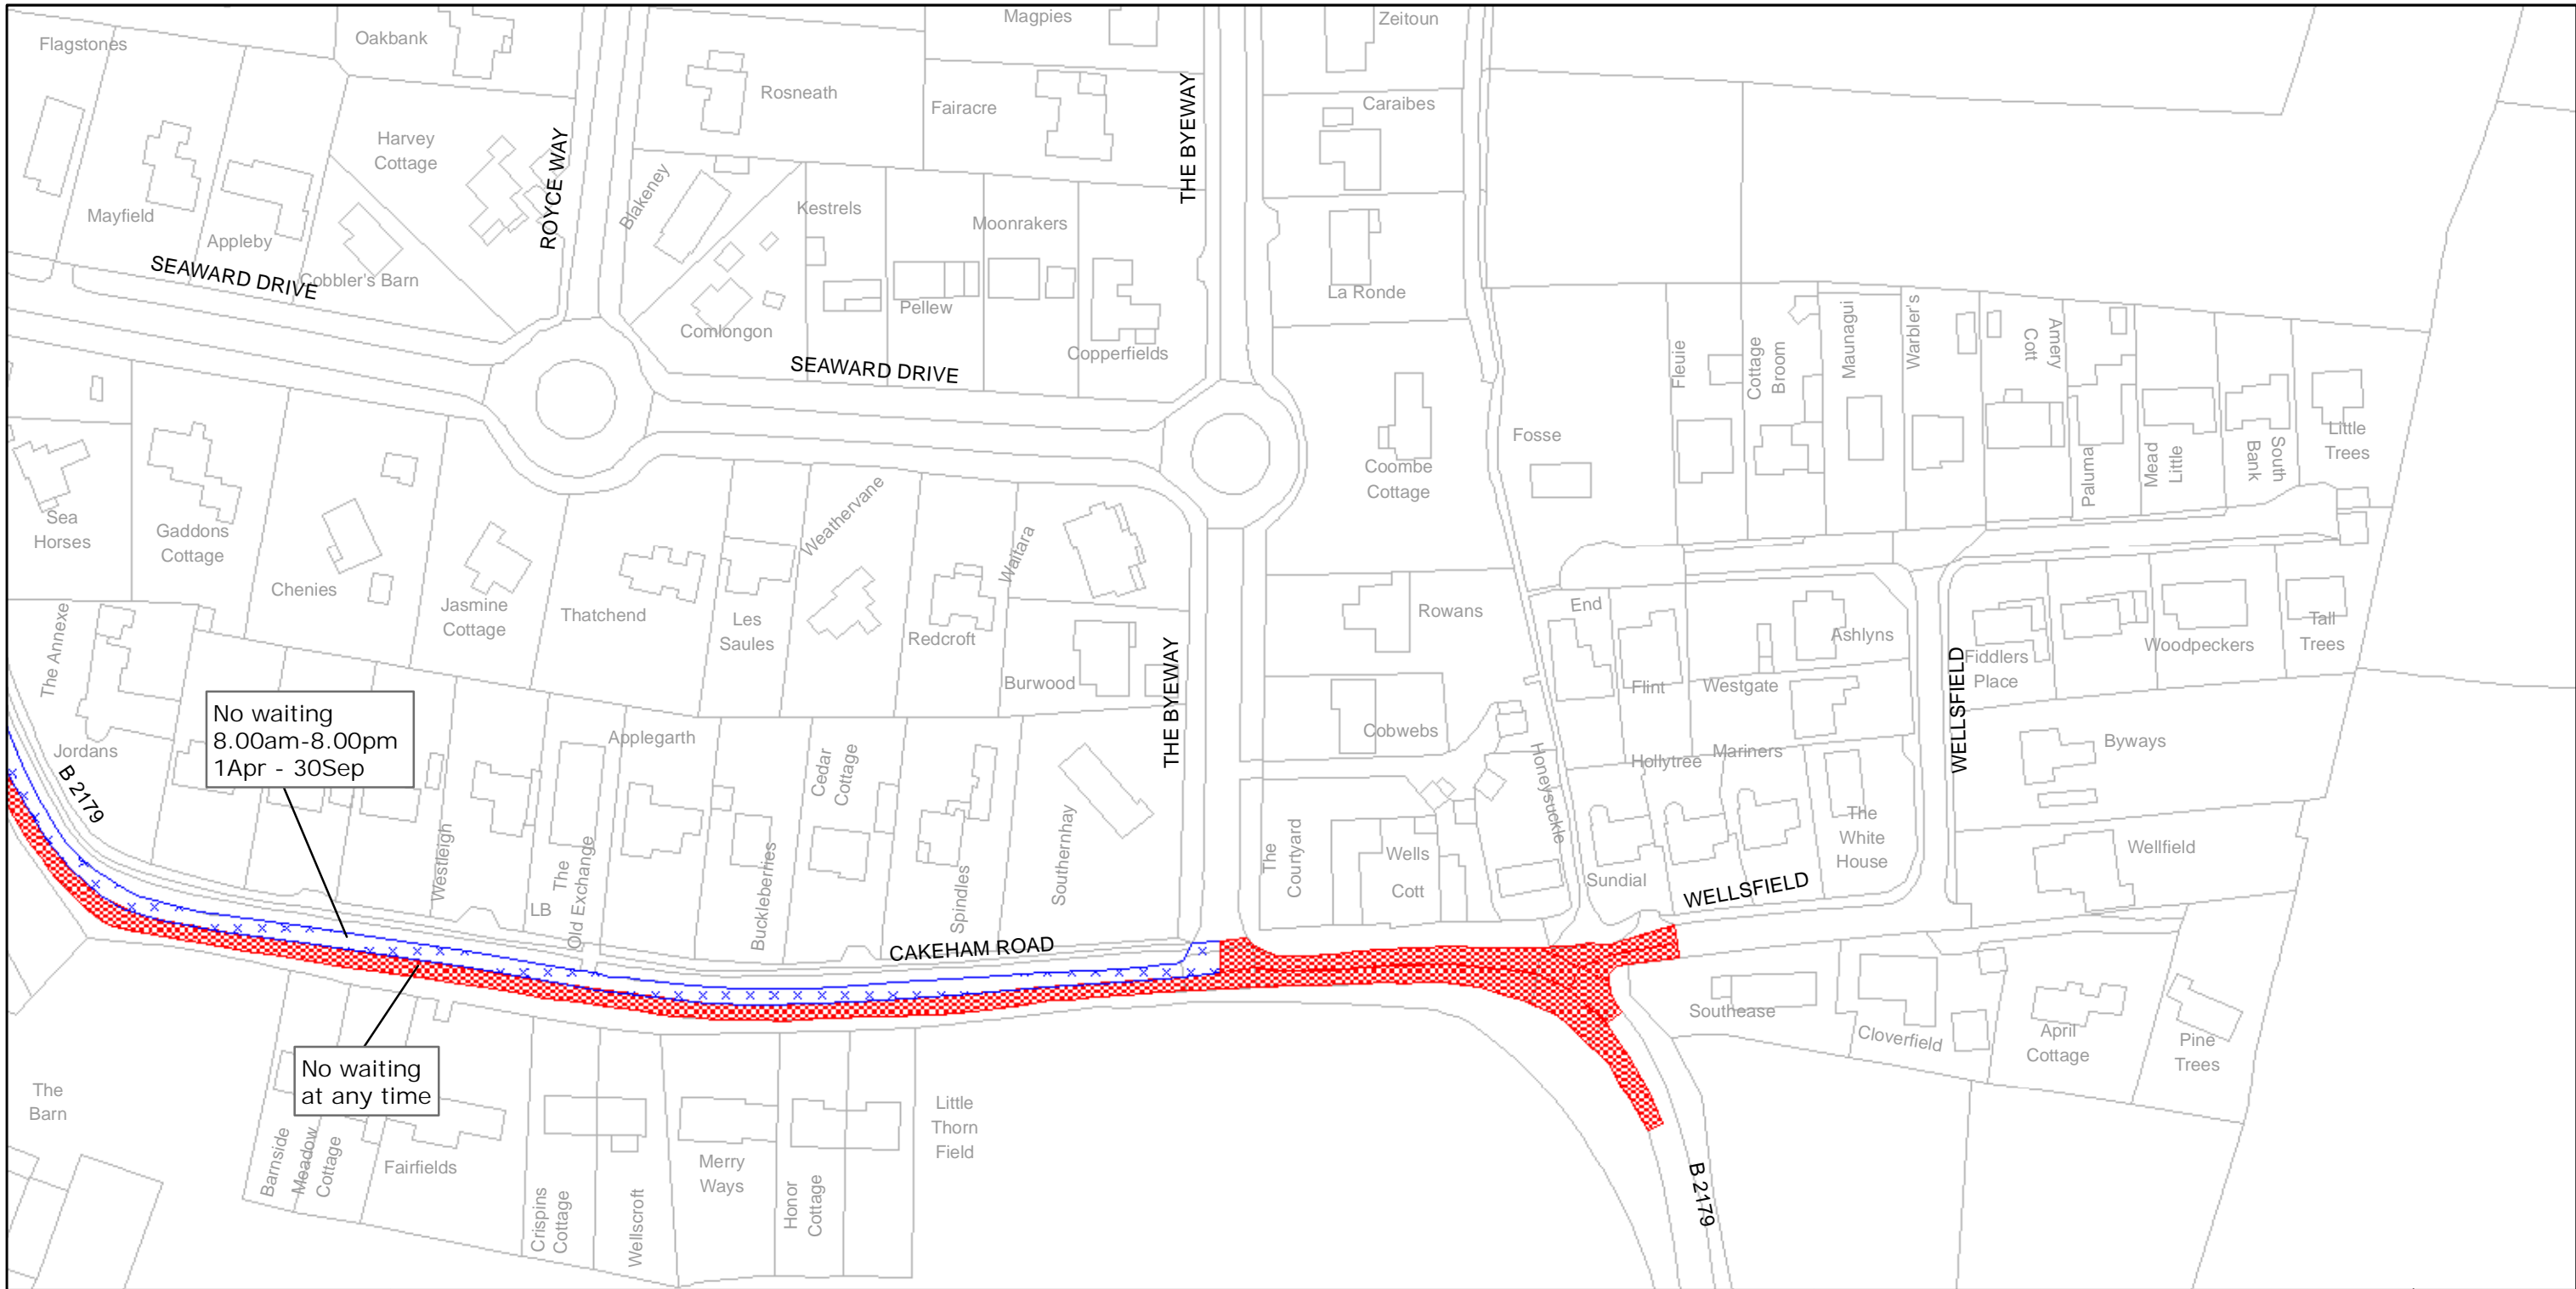 Magpies
Zeitoun
Flagstones
Oakbank
Rosneath
Fairacre
THE BYEWAY
Caraibes
Harvey
Cottage
ROYCE WAY
Blakeney
Kestrels
Moonrakers
Mayfield
Appleby
SEAWARD DRIVE
Cobbler's Barn
Comlongon
Pellew
La Ronde
Copperfields
SEAWARD DRIVE
Fleuie
Cottage
Broom
Maunagui
Warbler's
Amery
Cott
Paluma
Mead
Little
South
Bank
Little
Trees
Fosse
Coombe
Cottage
Sea
Horses
Gaddons
Cottage
Chenies
Jasmine
Cottage
Thatchend
Les
Saules
Weathervane
Redcroft
Waitara
Burwood
THE BYEWAY
Rowans
Cobwebs
End
Flint
Westgate
Ashlyns
WELLSFIELD
Fiddlers
Place
Woodpeckers
Tall
Trees
The Annexe
Jordans
B 2179
No waiting
8.00am-8.00pm
1Apr - 30Sep
Westleigh
LB
The
Old Exchange
Applegarth
Buckleberries
Cedar
Cottage
Spindles
Southernhay
CAKEHAM ROAD
The
Courtyard
Wells
Cott
Honeysuckle
Hollytree
Mariners
Sundial
The
White
House
WELLSFIELD
Byways
Wellfield
Southease
Cloverfield
April
Cottage
Pine
Trees
No waiting
at any time
The
Barn
Barnside
Meadow
Cottage
Fairfields
Crispins
Cottage
Wellscroft
Merry
Ways
Honor
Cottage
Little
Thorn
Field
B 2179